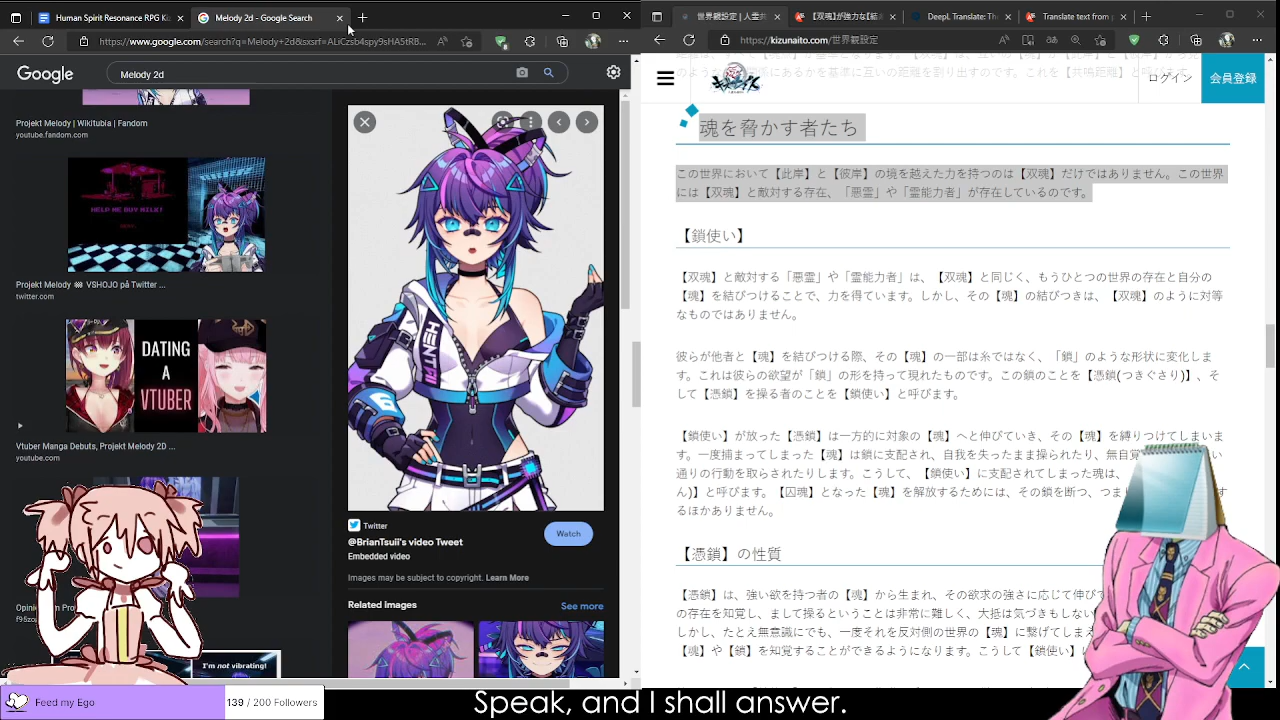 Human Resource Ki
Melody 2d - Google Search
https://www.google.com/search?q=Melody+2d&sxsrf=
Google
Melody 2d
Projekt Melody | Wikitubia | Fandom
youtube.fandom.com
HELP ME BUY MILK!
Projekt Melody VSHOJO på Twitter ...
twitter.com
DATING
A
VTUBER
Vtuber Manga Debuts, Projekt Melody 2D ...
youtube.com
I'm not vibrating!
HENTAI
Twitter
@BrianTsuii's video Tweet
Embedded video
Watch
Images may be subject to copyright. Learn More
Related images
See more
Feed my Ego
139 / 200 Followers
世界観設定 | 人垂
【双魂】が強力な【結
DeepL Translate: Th
Translate text from
https://kizunaito.com/世界観設定
ログイン
会員登録
魂を脅かす者たち
この世界において【此岸】と【彼岸】の境を越えた力を持つのは【双魂】だけではありません。この世界
には【双魂】と敵対する存在、「悪霊」や「霊能力者」が存在しているのです。
【鎖使い】
【双魂】と敵対する「悪霊」や「霊能力者」は、【双魂】と同じく、もうひとつの世界の存在と自分の
【魂】を結びつけることで、力を得ています。しかし、その【魂】の結びつきは、【双魂】のように対等
なものではありません。
彼らが他者と【魂】を結びつける際、その【魂】の一部は糸ではなく、「鎖」のような形状に変化しま
す。これは彼らの欲望が「鎖」の形を持って現れたものです。この鎖のことを【憑鎖(つきぐさり)】、そ
して【憑鎖】を操る者のことを【鎖使い】と呼びます。
【鎖使い】が放った【憑鎖】は一方的に対象の【魂】へと伸びていき、その【魂】を縛りつけてしまいま
す。一度捕まってしまった【魂】は鎖に支配され、自我を失ったまま操られたり、無自
通りの行動を取らされたりします。こうして、【鎖使い】に支配されてしまった魂は、
ん)】と呼びます。【囚魂】となった【魂】を解放するためには、その鎖を断つ、つま
るほかありません。
【憑鎖】の性質
【憑鎖】は、強い欲を持つ者の【魂】から生まれ、その欲求の強さに応じて伸び
の存在を知覚し、まして操るということは非常に難しく、大抵は気づきもしない
しかし、たとえ無意識にでも、一度それを反対側の世界の【魂】に繋げてしまえ
【魂】や【鎖】を知覚することができるようになります。こうして【鎖使い】
Speak, and I shall answer.